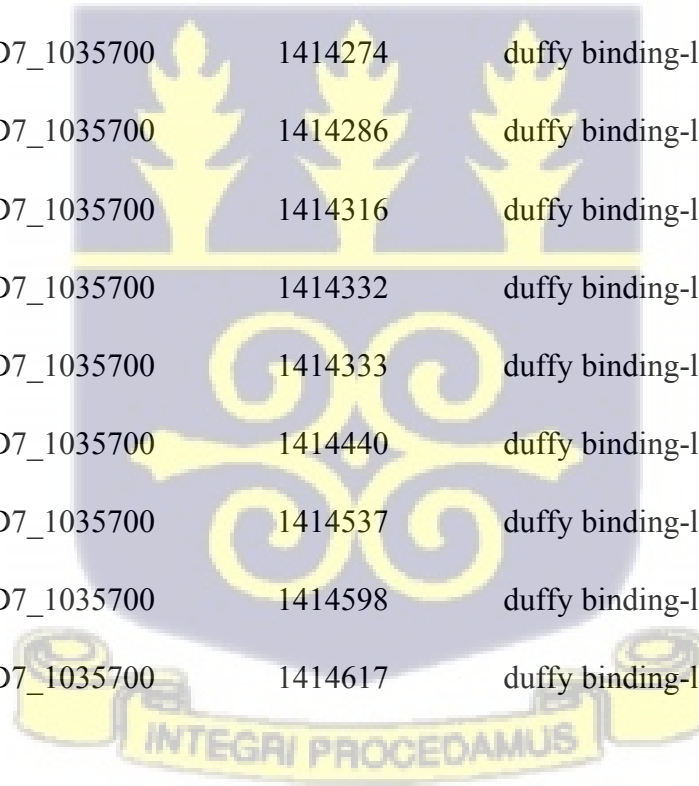 D7_1035700 1414274 duffy binding-l
D7_1035700 1414286 duffy binding-l
D7_1035700 1414316 duffy binding-l
D7_1035700 1414332 duffy binding-l
D7_1035700 1414333 duffy binding-l
D7_1035700 1414440 duffy binding-l
D7_1035700 1414537 duffy binding-l
D7_1035700 1414598 duffy binding-l
D7_1035700 1414617 duffy binding-l
INTEGRI PROCEDAMUS